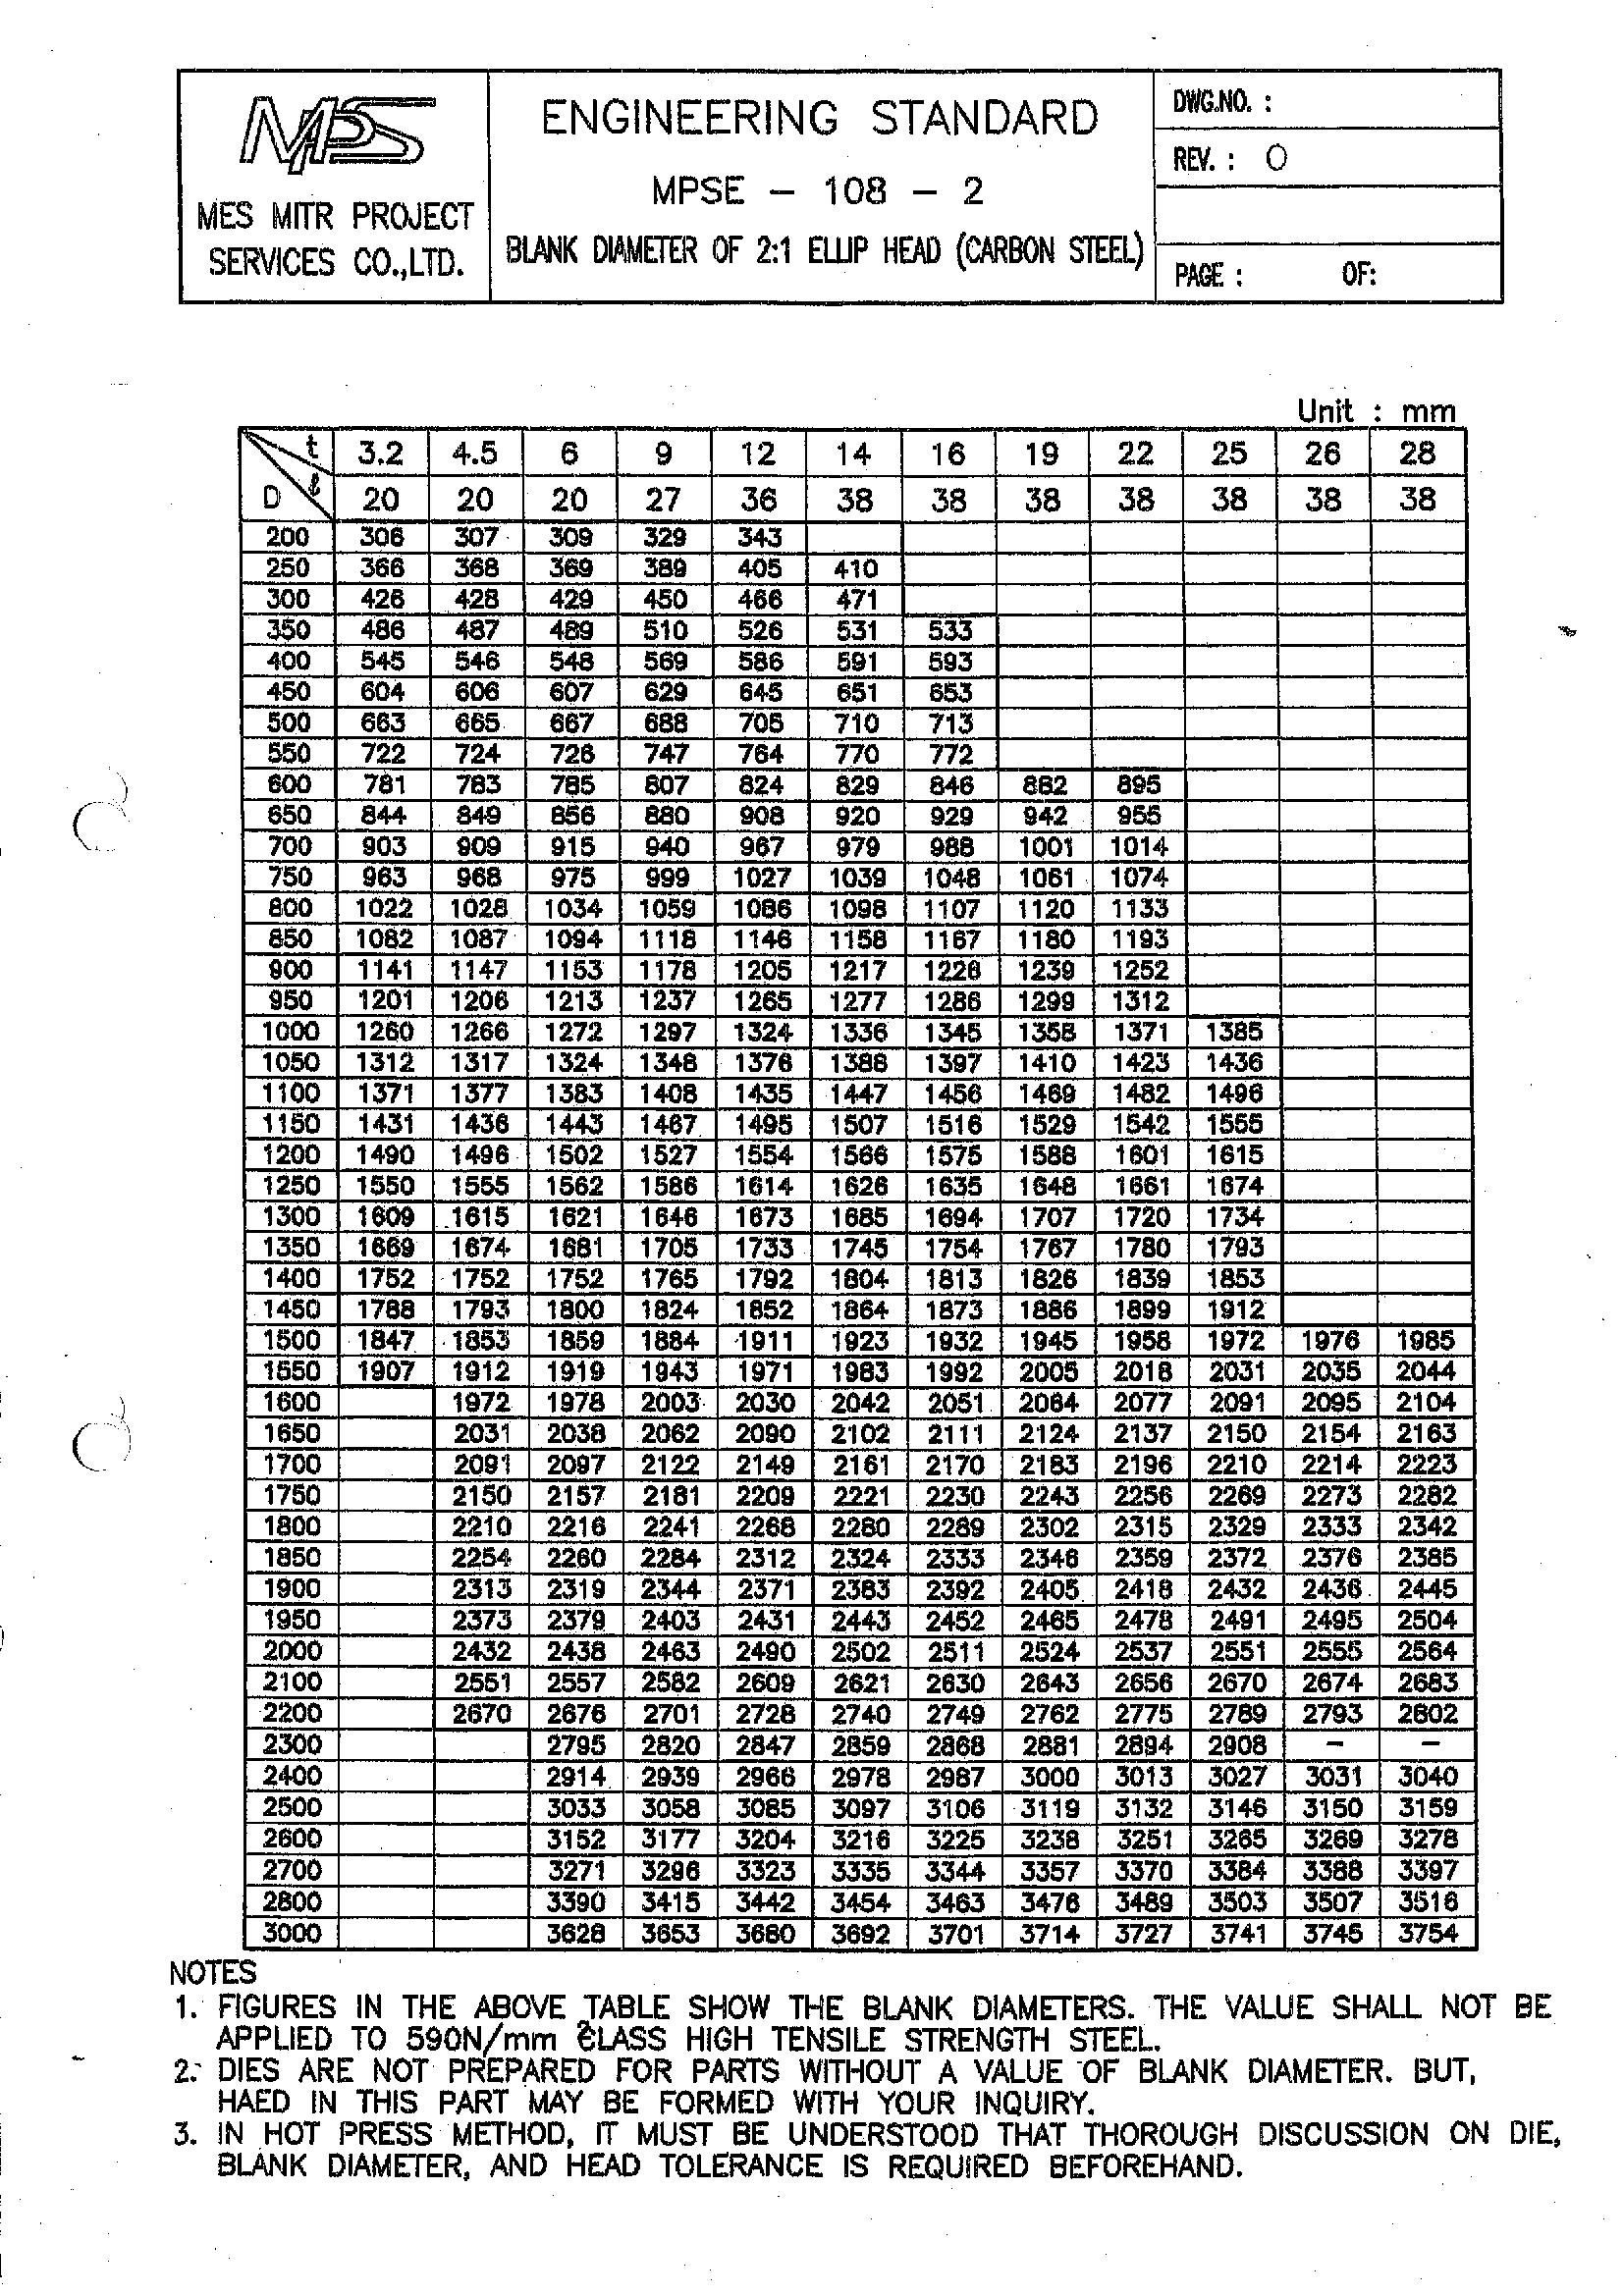 MPS
MES MITR PROJECT
SERVICES CO.,LTD.
ENGINEERING STANDARD
MPSE - 108 - 2
BLANK DIAMETER OF 2:1 ELLIP HEAD (CARBON STEEL)
DWG.NO. :
REV. : 0
PAGE : OF:
Unit : mm
t 3.2 4.5 6 9 12 14 16 19 22 25 26 28
D ℓ 20 20 20 27 36 38 38 38 38 38 38 38
200 306 307 309 329 343
250 366 368 369 389 405 410
300 426 428 429 450 466 471
350 486 487 489 510 526 531 533
400 545 546 548 569 586 591 593
450 604 606 607 629 645 651 653
500 663 665 667 688 705 710 713
550 722 724 726 747 764 770 772
600 781 783 785 807 824 829 846 882 895
650 844 849 856 880 908 920 929 942 955
700 903 909 915 940 967 979 988 1001 1014
750 963 968 975 999 1027 1039 1048 1061 1074
800 1022 1028 1034 1059 1086 1098 1107 1120 1133
850 1082 1087 1094 1118 1146 1158 1167 1180 1193
900 1141 1147 1153 1178 1205 1217 1226 1239 1252
950 1201 1206 1213 1237 1265 1277 1286 1299 1312
1000 1260 1266 1272 1297 1324 1336 1345 1358 1371 1385
1050 1312 1317 1324 1348 1376 1388 1397 1410 1423 1436
1100 1371 1377 1383 1408 1435 1447 1456 1469 1482 1496
1150 1431 1436 1443 1467 1495 1507 1516 1529 1542 1555
1200 1490 1496 1502 1527 1554 1566 1575 1588 1601 1615
1250 1550 1555 1562 1586 1614 1626 1635 1648 1661 1674
1300 1609 1615 1621 1646 1673 1685 1694 1707 1720 1734
1350 1669 1674 1681 1705 1733 1745 1754 1767 1780 1793
1400 1752 1752 1752 1765 1792 1804 1813 1826 1839 1853
1450 1788 1793 1800 1824 1852 1864 1873 1886 1899 1912
1500 1847 1853 1859 1884 1911 1923 1932 1945 1958 1972 1976 1985
1550 1907 1912 1919 1943 1971 1983 1992 2005 2018 2031 2035 2044
1600 1972 1978 2003 2030 2042 2051 2064 2077 2091 2095 2104
1650 2031 2038 2062 2090 2102 2111 2124 2137 2150 2154 2163
1700 2091 2097 2122 2149 2161 2170 2183 2196 2210 2214 2223
1750 2150 2157 2181 2209 2221 2230 2243 2256 2269 2273 2282
1800 2210 2216 2241 2268 2280 2289 2302 2315 2329 2333 2342
1850 2254 2260 2284 2312 2324 2333 2346 2359 2372 2376 2385
1900 2313 2319 2344 2371 2383 2392 2405 2418 2432 2436 2445
1950 2373 2379 2403 2431 2443 2452 2465 2478 2491 2495 2504
2000 2432 2438 2463 2490 2502 2511 2524 2537 2551 2555 2564
2100 2551 2557 2582 2609 2621 2630 2643 2656 2670 2674 2683
2200 2670 2676 2701 2728 2740 2749 2762 2775 2789 2793 2802
2300 2795 2820 2847 2859 2868 2881 2894 2908 - -
2400 2914 2939 2966 2978 2987 3000 3013 3027 3031 3040
2500 3033 3058 3085 3097 3106 3119 3132 3146 3150 3159
2600 3152 3177 3204 3216 3225 3238 3251 3265 3269 3278
2700 3271 3296 3323 3335 3344 3357 3370 3384 3388 3397
2800 3390 3415 3442 3454 3463 3476 3489 3503 3507 3516
3000 3628 3653 3680 3692 3701 3714 3727 3741 3745 3754
NOTES
1. FIGURES IN THE ABOVE TABLE SHOW THE BLANK DIAMETERS. THE VALUE SHALL NOT BE
APPLIED TO 590N/mm² CLASS HIGH TENSILE STRENGTH STEEL.
2. DIES ARE NOT PREPARED FOR PARTS WITHOUT A VALUE OF BLANK DIAMETER. BUT,
HAED IN THIS PART MAY BE FORMED WITH YOUR INQUIRY.
3. IN HOT PRESS METHOD, IT MUST BE UNDERSTOOD THAT THOROUGH DISCUSSION ON DIE,
BLANK DIAMETER, AND HEAD TOLERANCE IS REQUIRED BEFOREHAND.